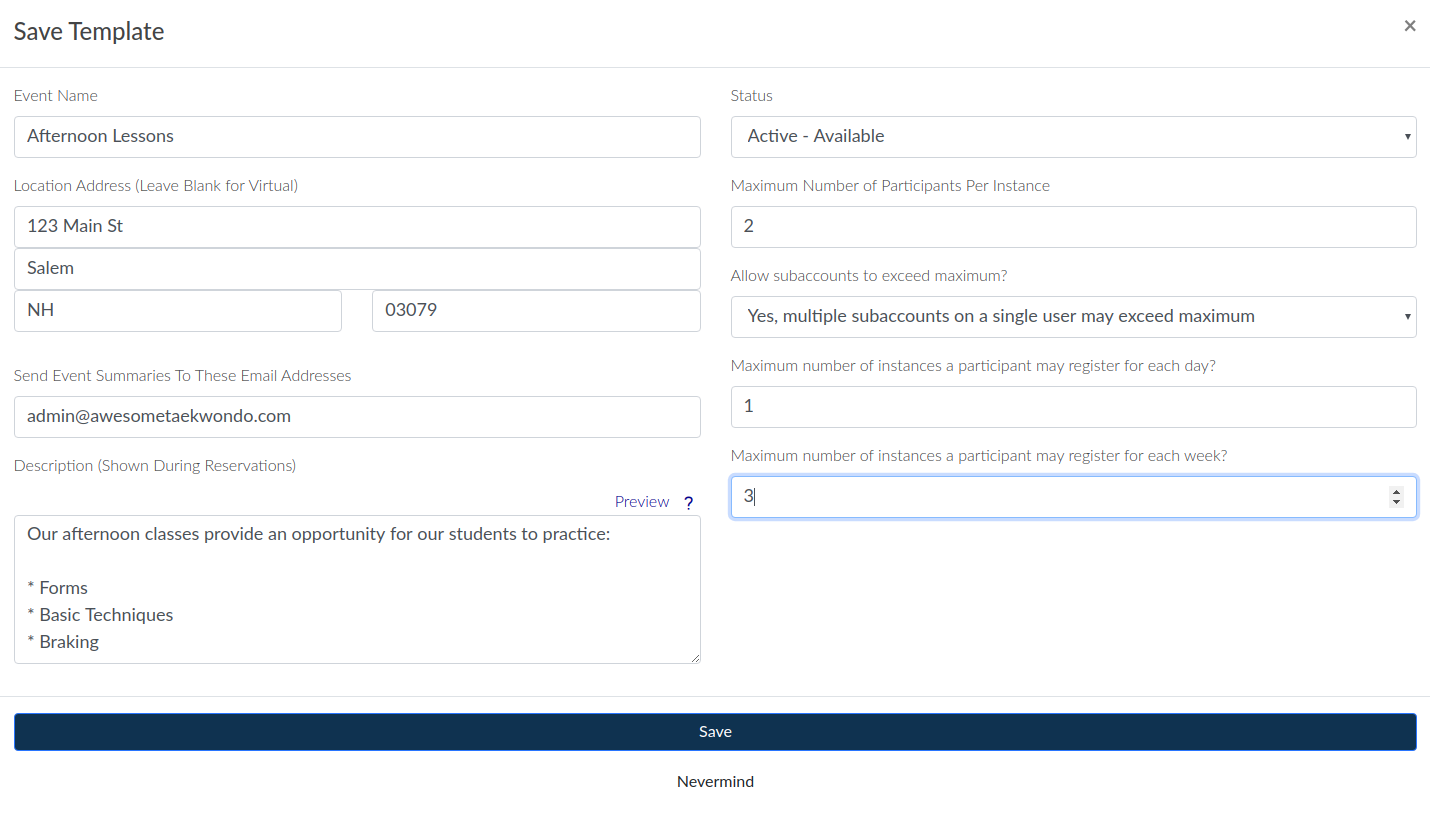 Save Template
×
Event Name
Afternoon Lessons
Location Address (Leave Blank for Virtual)
123 Main St
Salem
NH
03079
Send Event Summaries To These Email Addresses
admin@awesometaekwondo.com
Description (Shown During Reservations)
Preview ?
Our afternoon classes provide an opportunity for our students to practice:
* Forms
* Basic Techniques
* Braking
Status
Active - Available
Maximum Number of Participants Per Instance
2
Allow subaccounts to exceed maximum?
Yes, multiple subaccounts on a single user may exceed maximum
Maximum number of instances a participant may register for each day?
1
Maximum number of instances a participant may register for each week?
3
Save
Nevermind